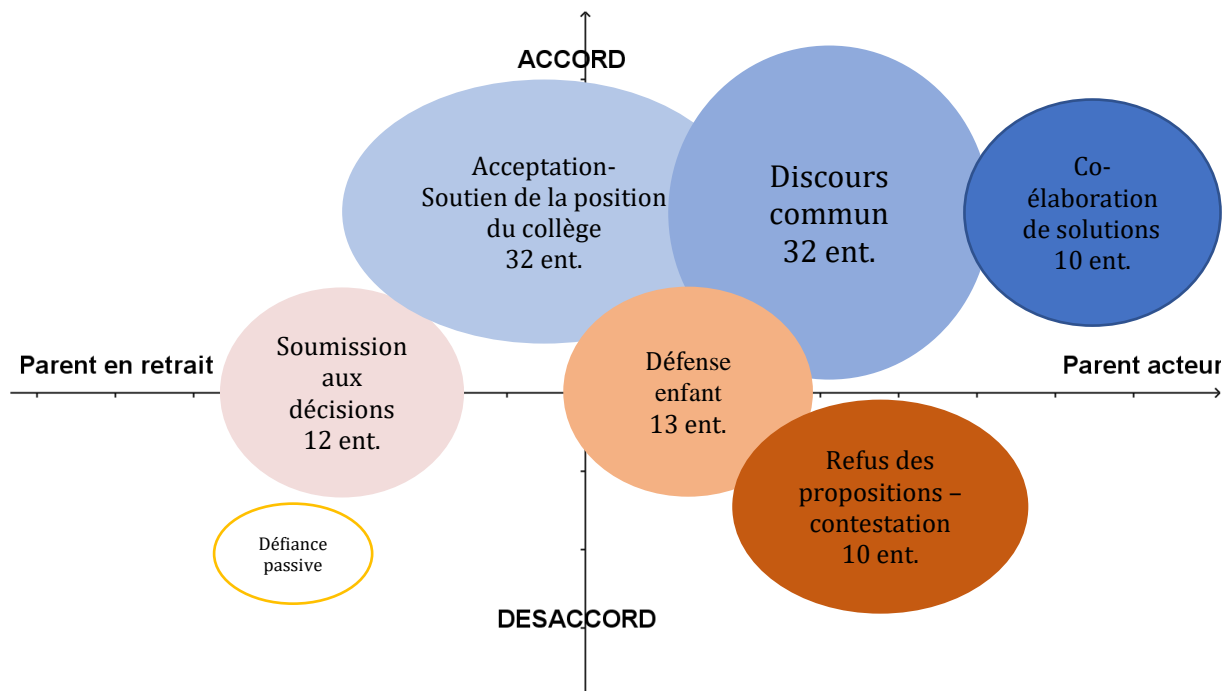 ACCORD
Acceptation-
Soutien de la position
du collège
32 ent.
Discours
commun
32 ent.
Co-
élaboration
de solutions
10 ent.
Parent en retrait
Parent acteur
Soumission
aux
décisions
12 ent.
Défense
enfant
13 ent.
Refus des
propositions –
contestation
10 ent.
Défiance
passive
DESACCORD